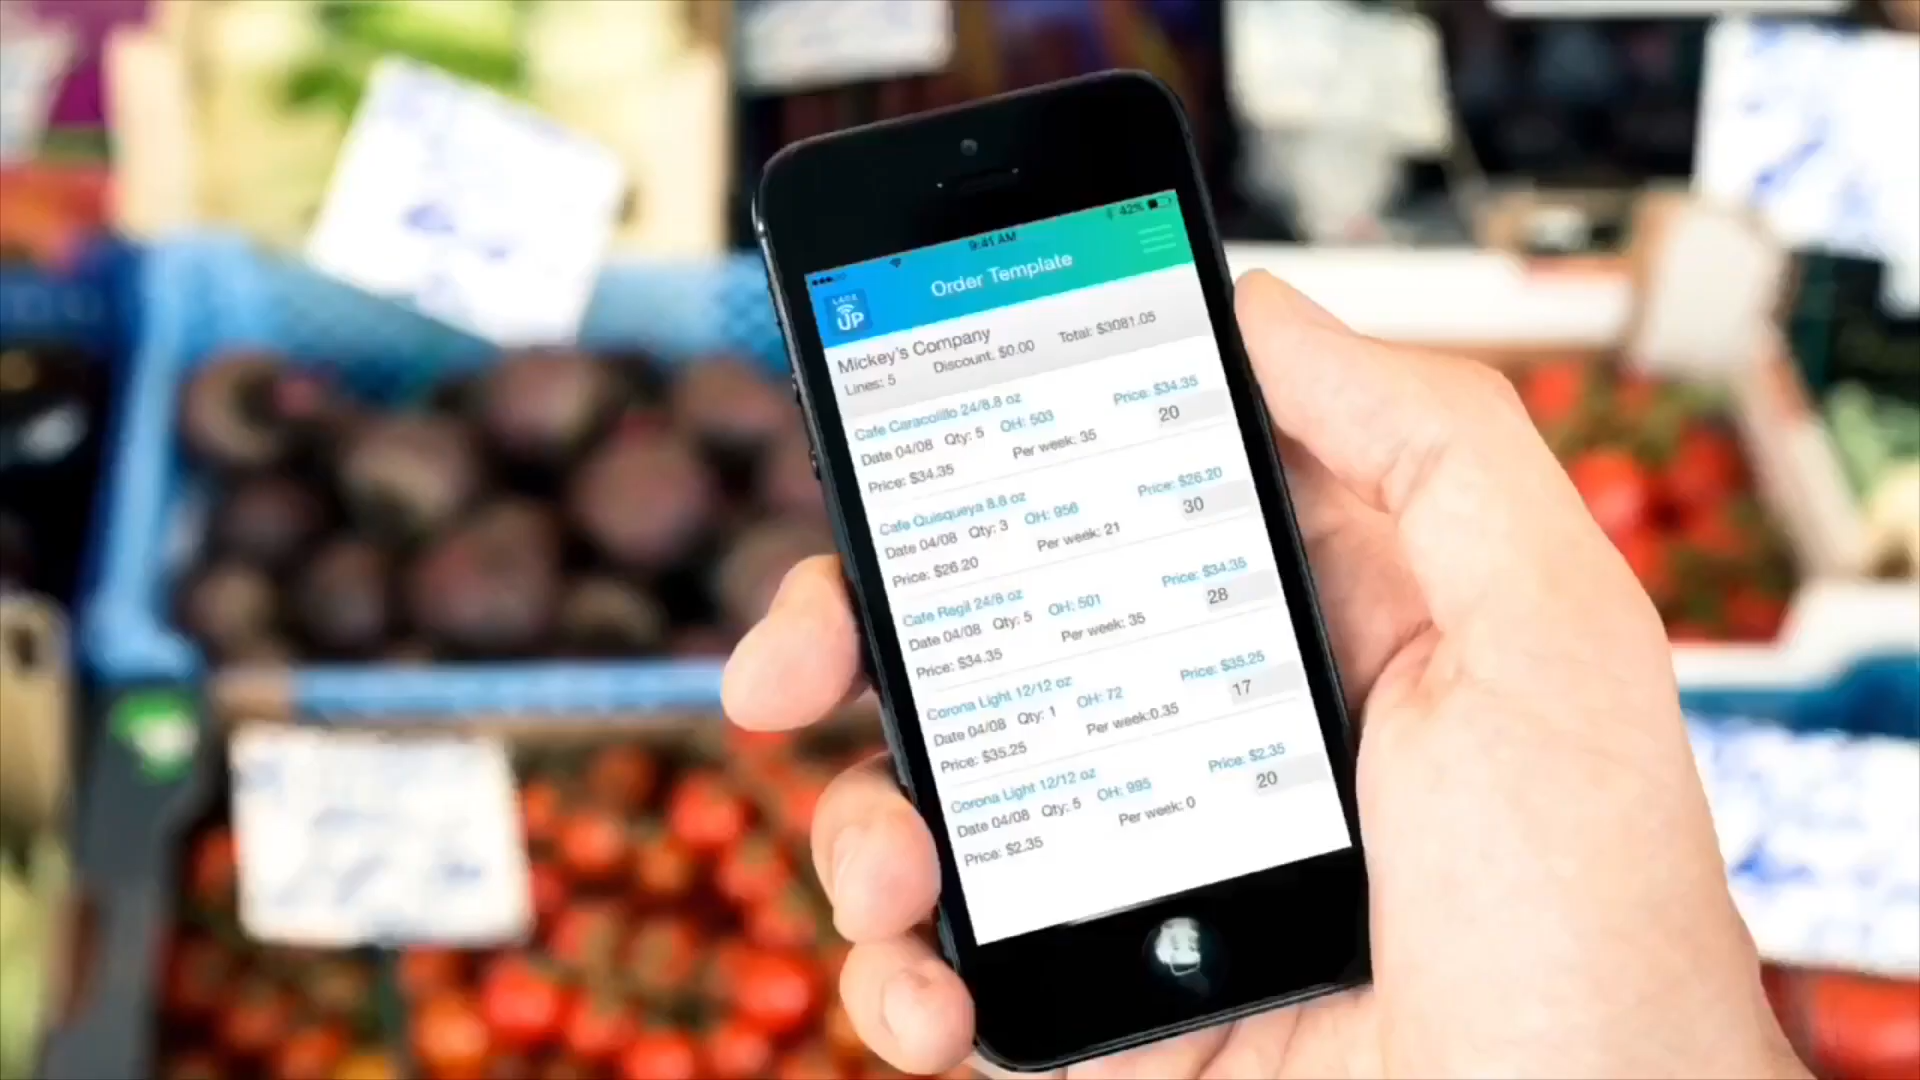 9:41 AM
42%
LACE
UP
Order Template
Mickey's Company
Lines: 5 Discount: $0.00 Total: $3081.05
Cafe Caracolillo 24/8.8 oz Price: $34.35
Date 04/08 Qty: 5 OH: 503 20
Price: $34.35 Per week: 35
Cafe Quisqueya 8.8 oz Price: $26.20
Date 04/08 Qty: 3 OH: 956 30
Price: $26.20 Per week: 21
Cafe Regil 24/8 oz Price: $34.35
Date 04/08 Qty: 5 OH: 501 28
Price: $34.35 Per week: 35
Corona Light 12/12 oz Price: $35.25
Date 04/08 Qty: 1 OH: 72 17
Price: $35.25 Per week:0.35
Corona Light 12/12 oz Price: $2.35
Date 04/08 Qty: 5 OH: 995 20
Price: $2.35 Per week: 0